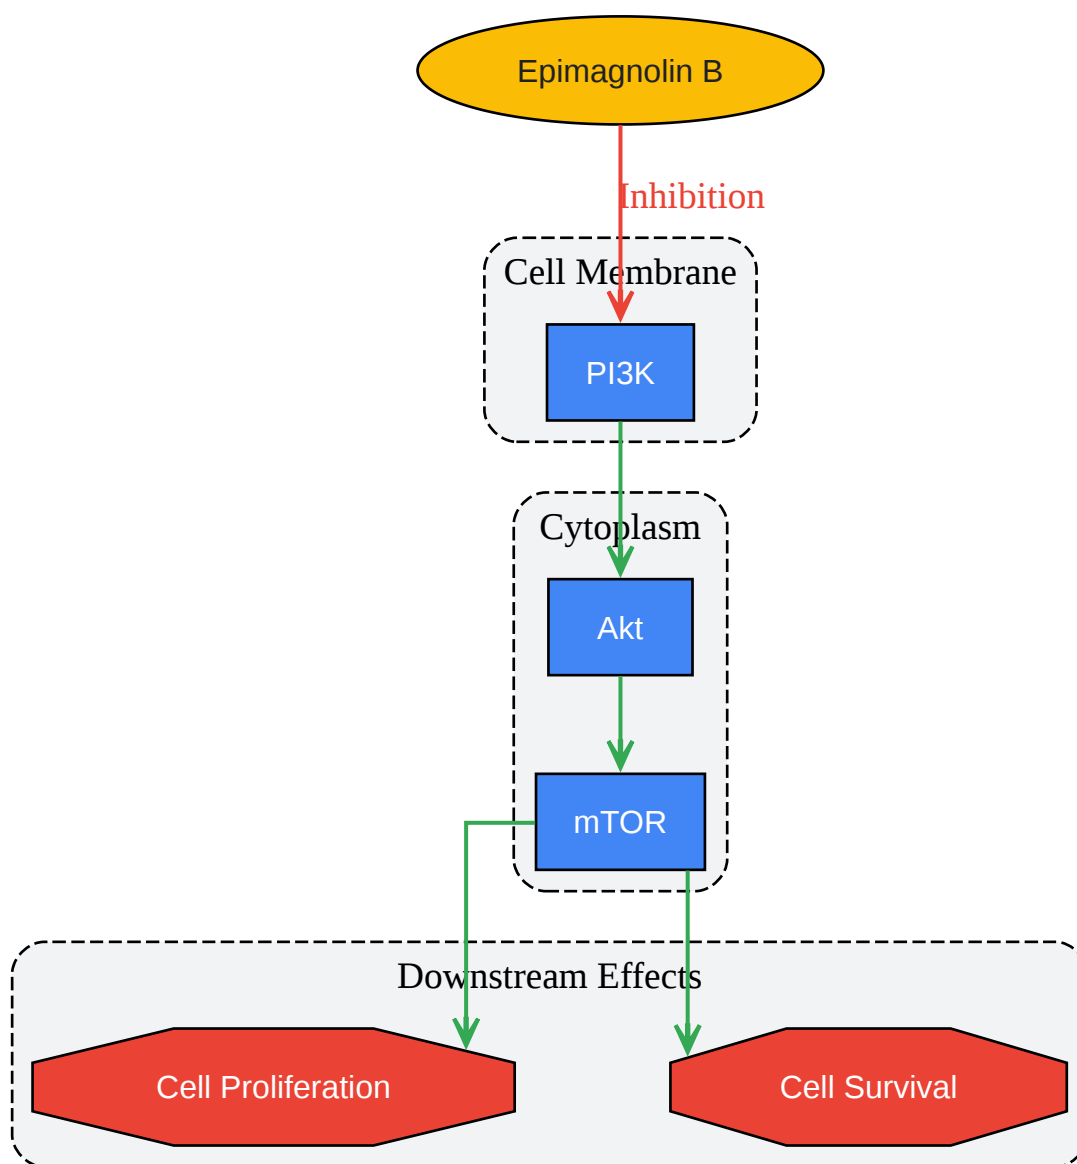 Epimagnolin B
Inhibition
Cell Membrane
PI3K
Cytoplasm
Akt
mTOR
Downstream Effects
Cell Proliferation
Cell Survival